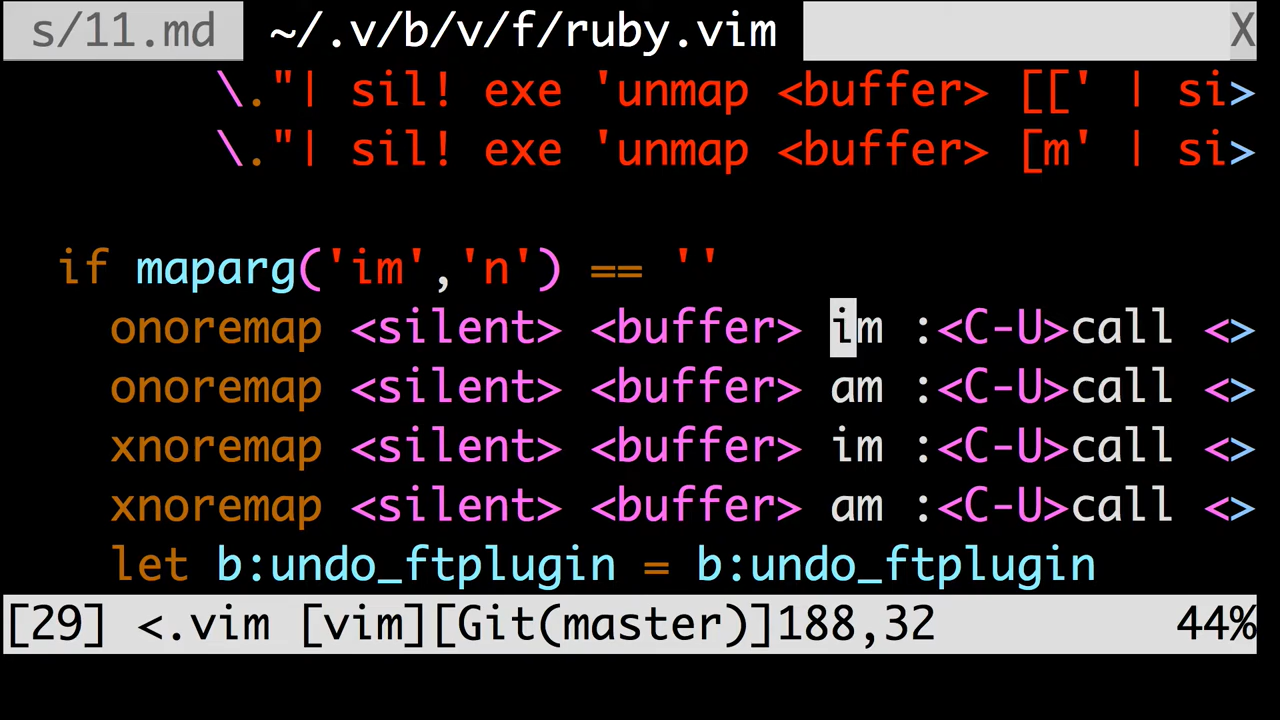 s/11.md ~/.v/b/v/f/ruby.vim X
\."| sil! exe 'unmap <buffer> [[' | si>
\."| sil! exe 'unmap <buffer> [m' | si>
if maparg('im','n') == ''
onoremap <silent> <buffer> im :<C-U>call <>
onoremap <silent> <buffer> am :<C-U>call <>
xnoremap <silent> <buffer> im :<C-U>call <>
xnoremap <silent> <buffer> am :<C-U>call <>
let b:undo_ftplugin = b:undo_ftplugin
[29] <.vim [vim][Git(master)]188,32 44%